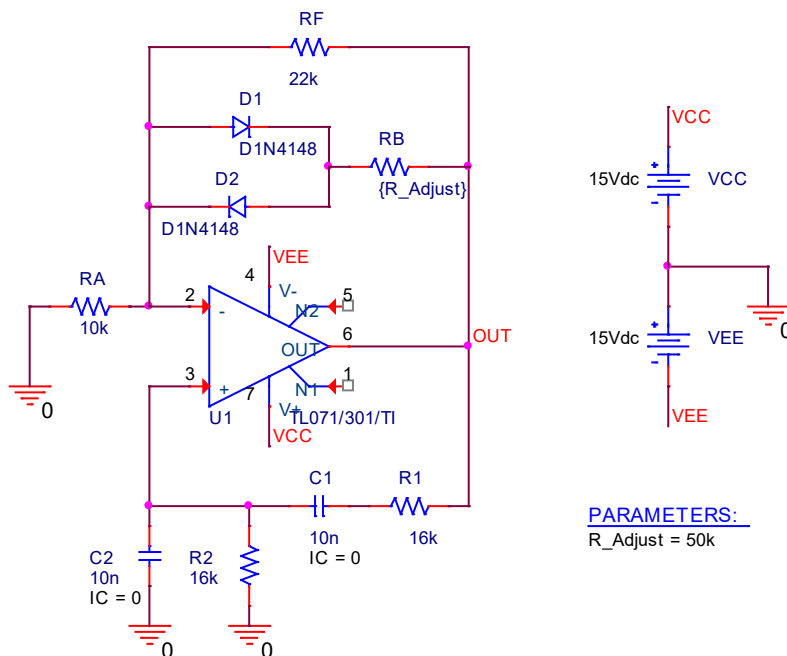 RF
22k
D1
D1N4148
RB
{R_Adjust}
D2
D1N4148
VCC
15Vdc
VCC
VEE
4
V-
5
N2
RA
10k
2
-
6
OUT
OUT
0
15Vdc
VEE
3
+
1
N1
7
V+
U1
TL071/301/TI
0
VCC
VEE
C1
10n
IC = 0
R1
16k
C2
10n
IC = 0
R2
16k
0
0
PARAMETERS:
R_Adjust = 50k